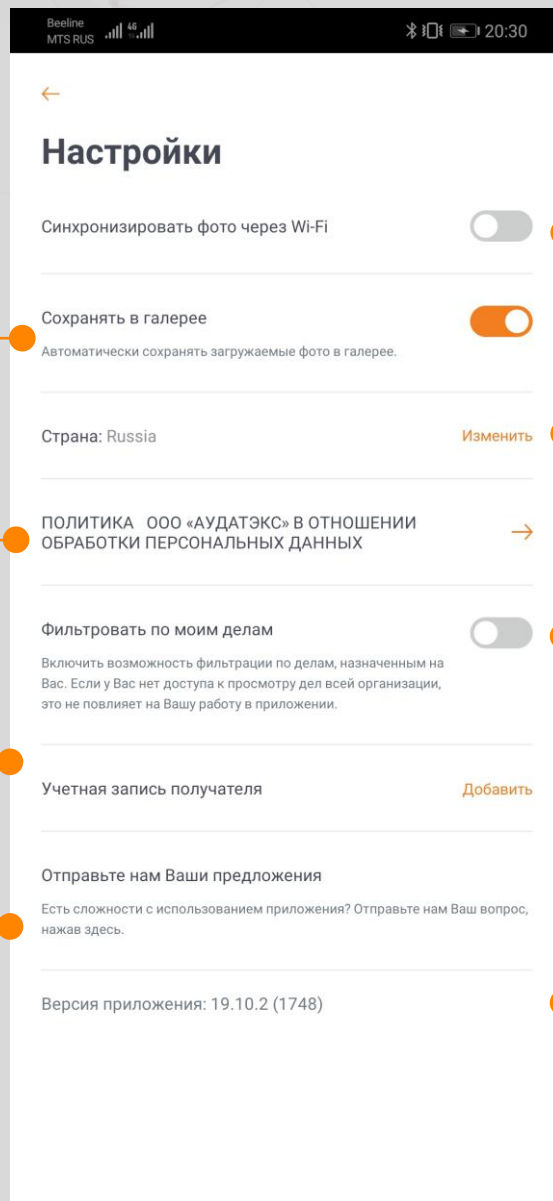 Beeline
MTS RUS
4G
20:30
Настройки
Синхронизировать фото через Wi-Fi
Сохранять в галерее
Автоматически сохранять загружаемые фото в галерее.
Страна: Russia
Изменить
ПОЛИТИКА ООО «АУДАТЭКС» В ОТНОШЕНИИ
ОБРАБОТКИ ПЕРСОНАЛЬНЫХ ДАННЫХ
Фильтровать по моим делам
Включить возможность фильтрации по делам, назначенным на
Вас. Если у Вас нет доступа к просмотру дел всей организации,
это не повлияет на Вашу работу в приложении.
Учетная запись получателя
Добавить
Отправьте нам Ваши предложения
Есть сложности с использованием приложения? Отправьте нам Ваш вопрос,
нажав здесь.
Версия приложения: 19.10.2 (1748)